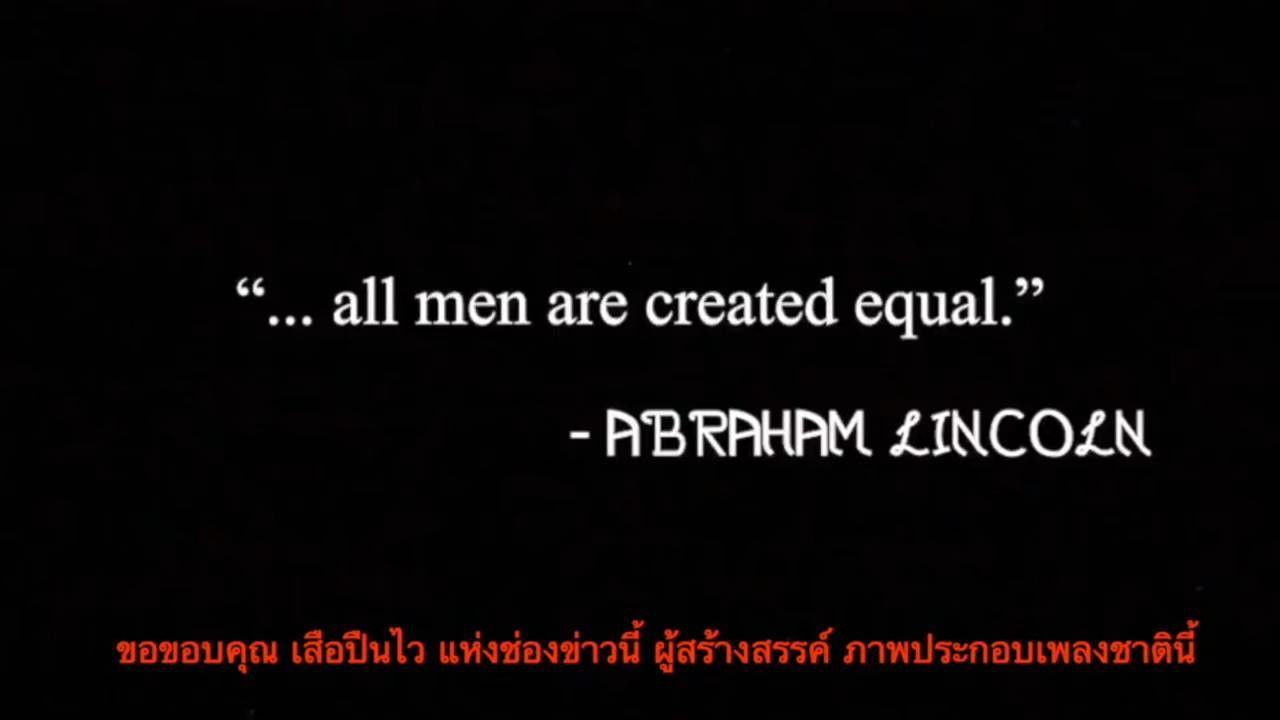 “... all men are created equal.”
- ABRAHAM LINCOLN
ขอขอบคุณ เสือปืนไว แห่งช่องข่าวนี้ ผู้สร้างสรรค์ ภาพประกอบเพลงชาตินี้